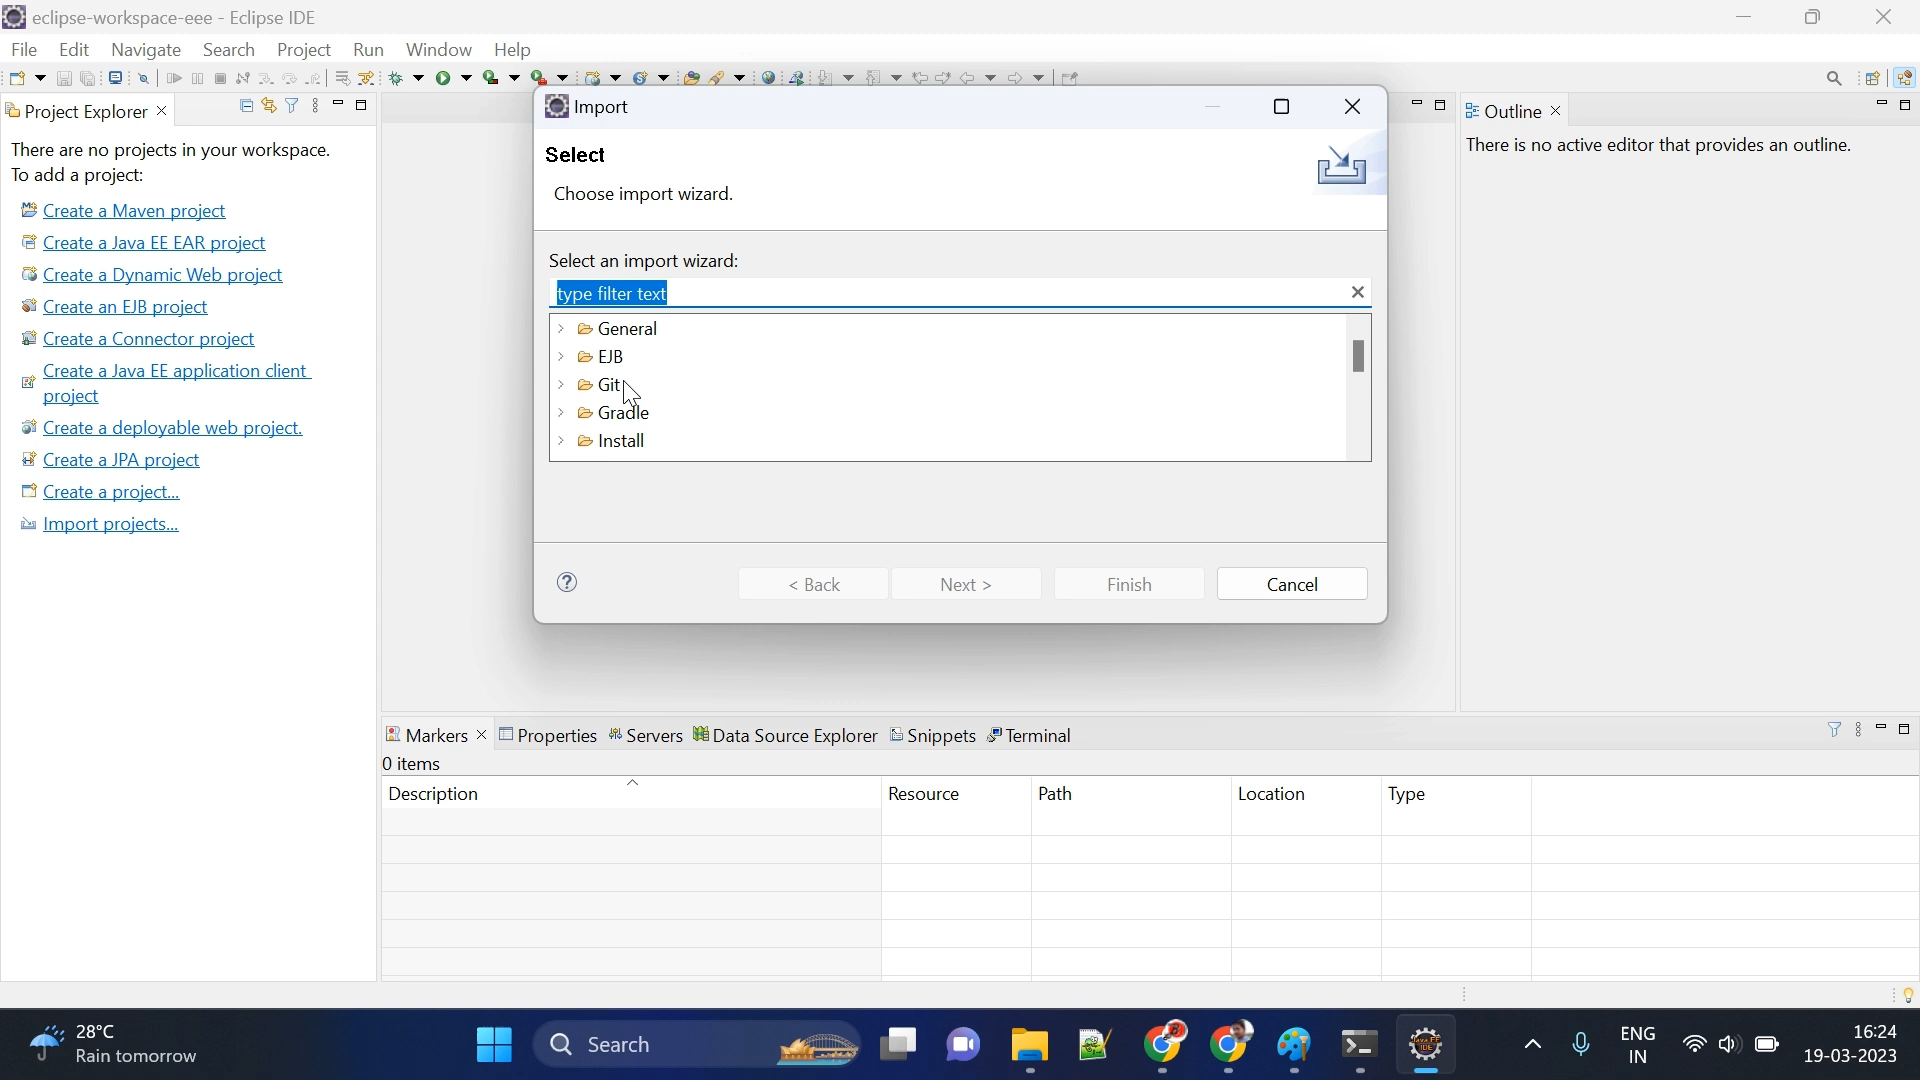 eclipse-workspace-eee - Eclipse IDE
File Edit Navigate Search Project Run Window Help
Project Explorer
There are no projects in your workspace.
To add a project:
Create a Maven project
Create a Java EE EAR project
Create a Dynamic Web project
Create an EJB project
Create a Connector project
Create a Java EE application client
project
Create a deployable web project.
Create a JPA project
Create a project...
Import projects...
Import
Select
Choose import wizard.
Select an import wizard:
type filter text
General
EJB
Git
Gradle
Install
< Back Next > Finish Cancel
Outline
There is no active editor that provides an outline.
Markers Properties Servers Data Source Explorer Snippets Terminal
0 items
Description Resource Path Location Type
28°C
Rain tomorrow
Search
ENG
IN
16:24
19-03-2023